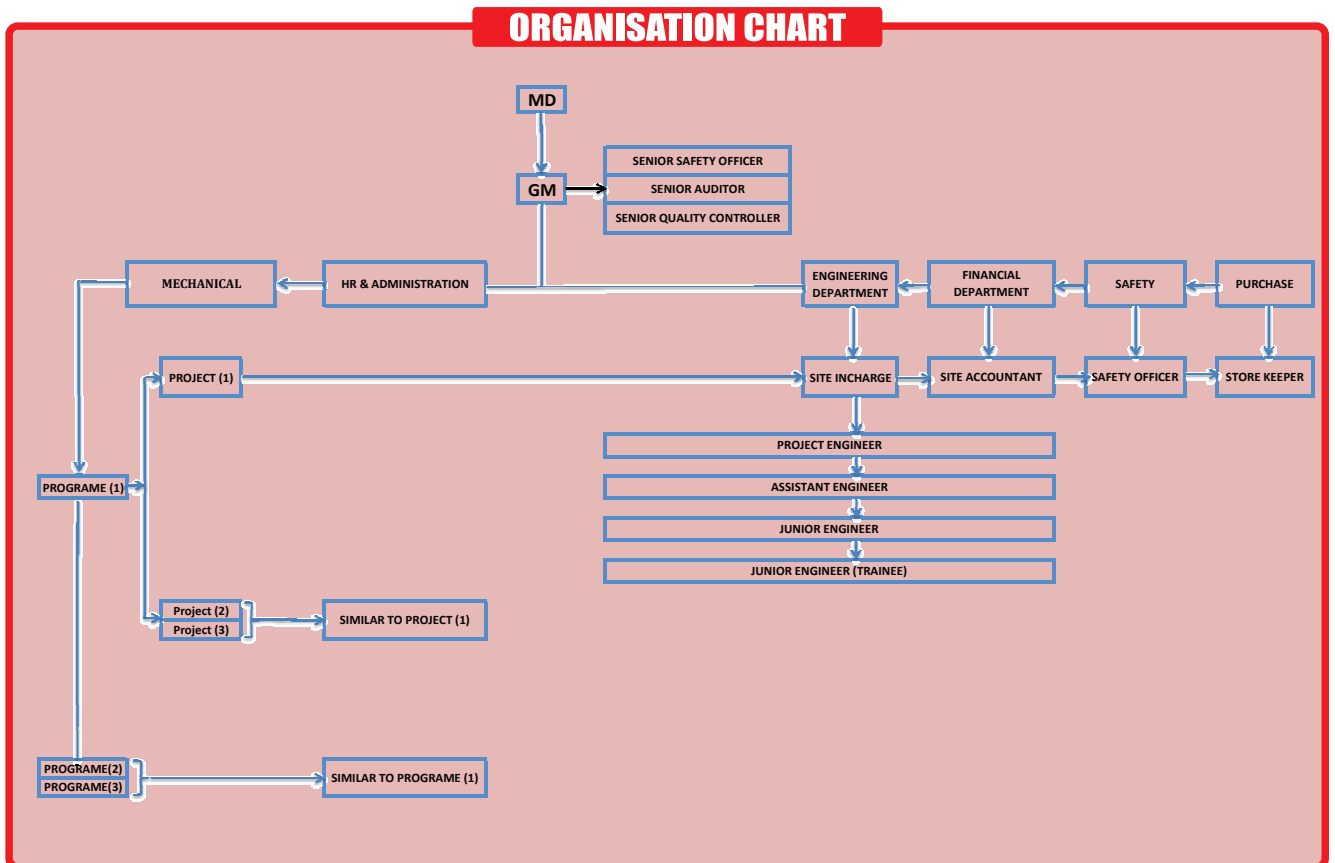 ORGANISATION CHART
MD
SENIOR SAFETY OFFICER
GM
SENIOR AUDITOR
SENIOR QUALITY CONTROLLER
MECHANICAL
HR & ADMINISTRATION
ENGINEERING
DEPARTMENT
FINANCIAL
DEPARTMENT
SAFETY
PURCHASE
PROJECT (1)
SITE INCHARGE
SITE ACCOUNTANT
SAFETY OFFICER
STORE KEEPER
PROJECT ENGINEER
PROGRAME (1)
ASSISTANT ENGINEER
JUNIOR ENGINEER
JUNIOR ENGINEER (TRAINEE)
Project (2)
Project (3)
SIMILAR TO PROJECT (1)
PROGRAME(2)
PROGRAME(3)
SIMILAR TO PROGRAME (1)